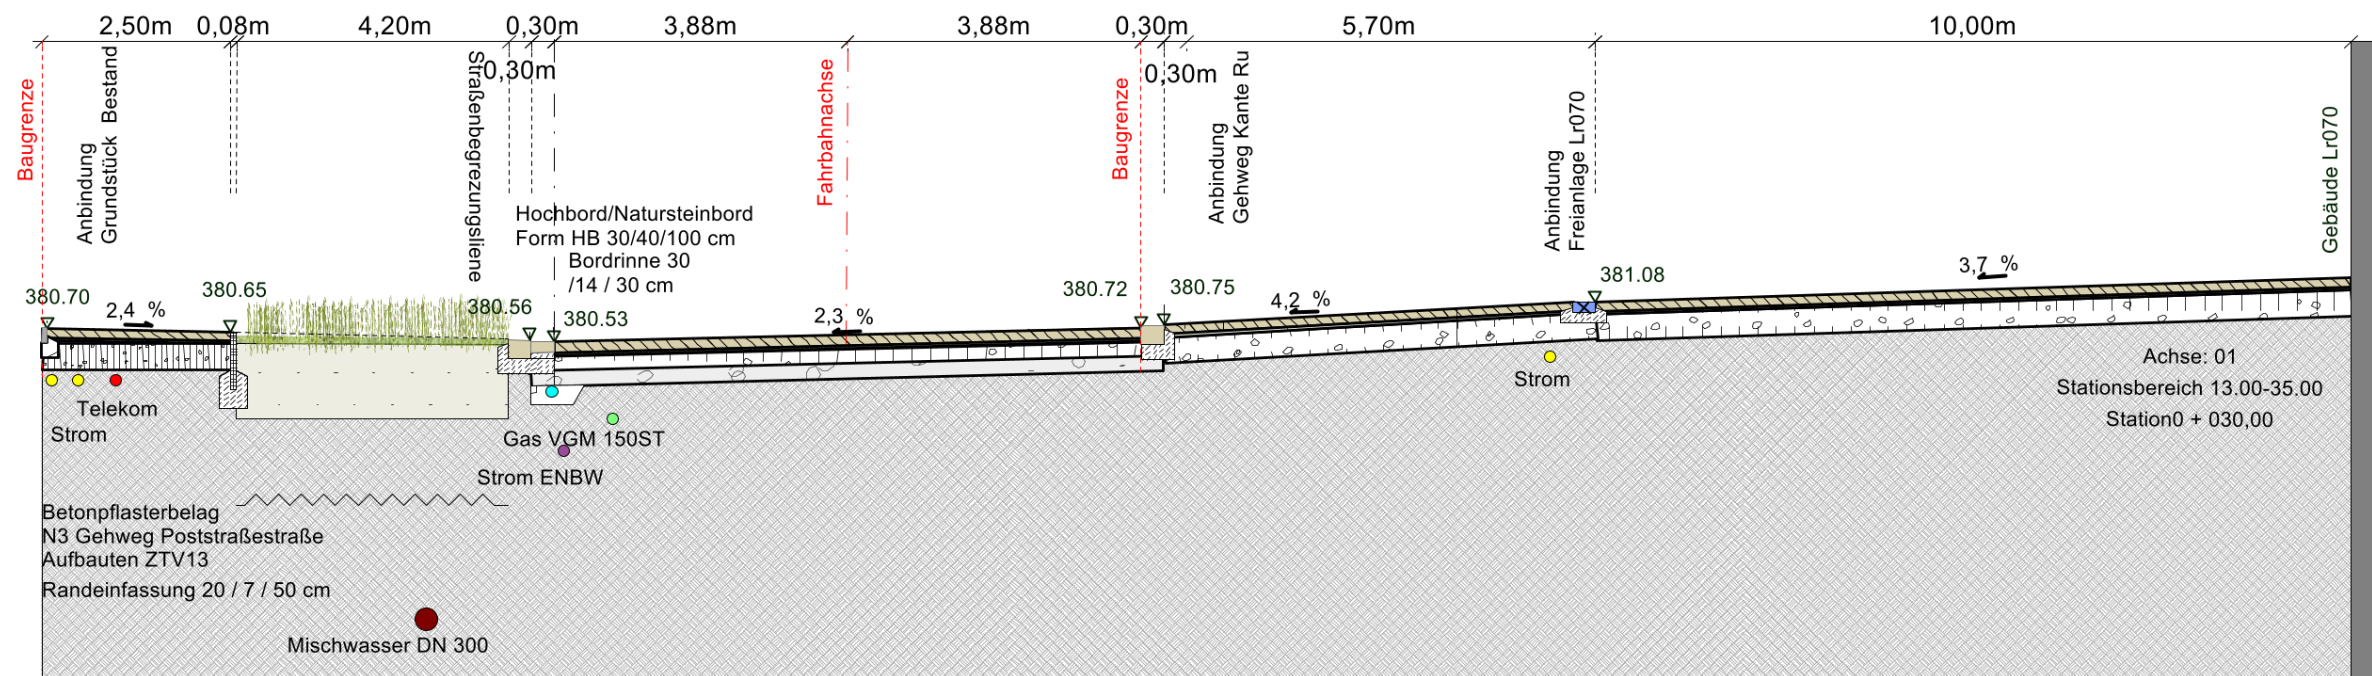 2,50m 0,08m 4,20m 0,30m 3,88m 3,88m 0,30m 5,70m 10,00m
0,30m
0,30m
Baugrenze
Anbindung
Grundstück Bestand
Straßenbegrezungsliene
Fahrbahnachse
Baugrenze
Anbindung
Gehweg Kante Ru
Anbindung
Freianlage Lr070
Gebäude Lr070
Hochbord/Natursteinbord
Form HB 30/40/100 cm
Bordrinne 30
/14 / 30 cm
380.70
2,4 %
380.65
380.56
380.53
2,3 %
380.72
380.75
4,2 %
381.08
3,7 %
Telekom
Strom
Gas VGM 150ST
Strom ENBW
Strom
Achse: 01
Stationsbereich 13.00-35.00
Station0 + 030,00
Betonpflasterbelag
N3 Gehweg Poststraßestraße
Aufbauten ZTV13
Randeinfassung 20 / 7 / 50 cm
Mischwasser DN 300